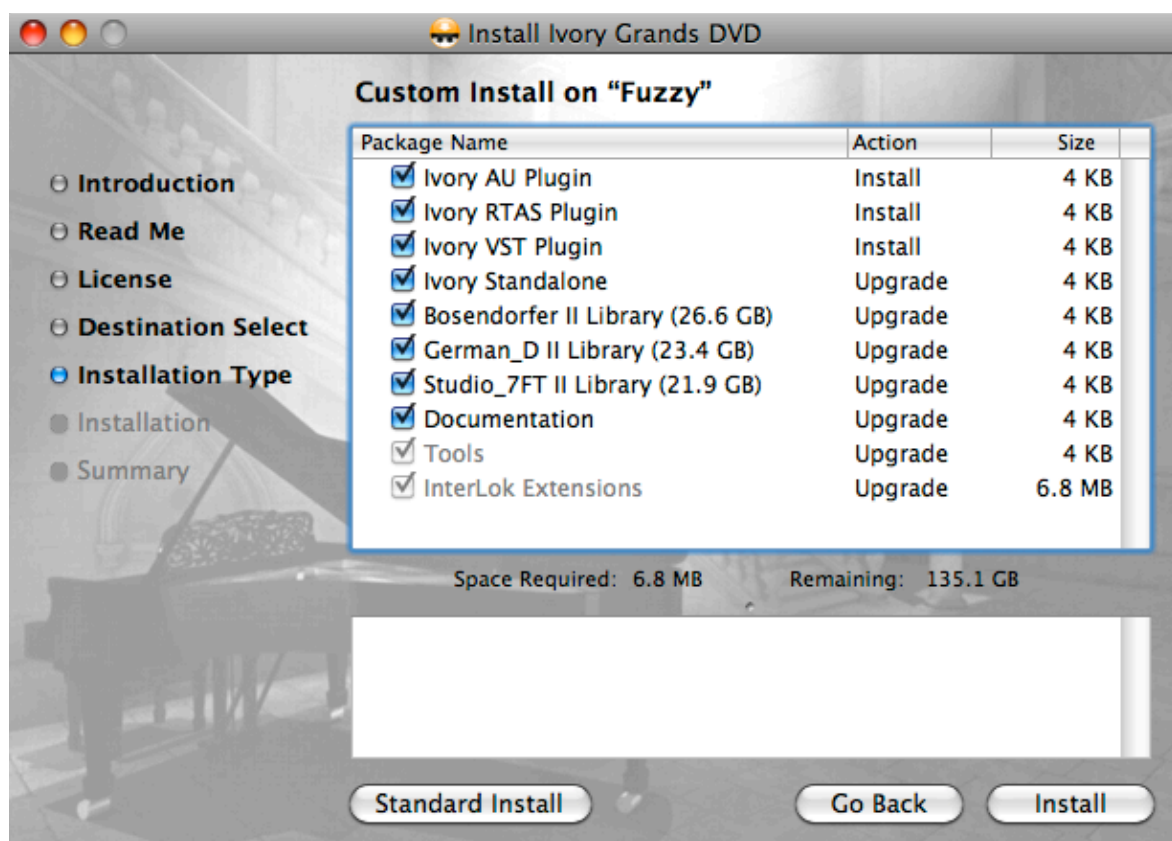 Install Ivory Grands DVD
Custom Install on “Fuzzy”
Introduction
Read Me
License
Destination Select
Installation Type
Installation
Summary
Package Name Action Size
Ivory AU Plugin Install 4 KB
Ivory RTAS Plugin Install 4 KB
Ivory VST Plugin Install 4 KB
Ivory Standalone Upgrade 4 KB
Bosendorfer II Library (26.6 GB) Upgrade 4 KB
German_D II Library (23.4 GB) Upgrade 4 KB
Studio_7FT II Library (21.9 GB) Upgrade 4 KB
Documentation Upgrade 4 KB
Tools Upgrade 4 KB
InterLok Extensions Upgrade 6.8 MB
Space Required: 6.8 MB Remaining: 135.1 GB
Standard Install Go Back Install